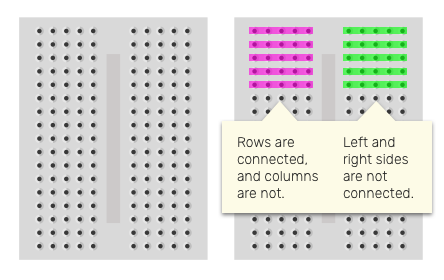 Rows are
connected,
and columns
are not.
Left and
right sides
are not
connected.